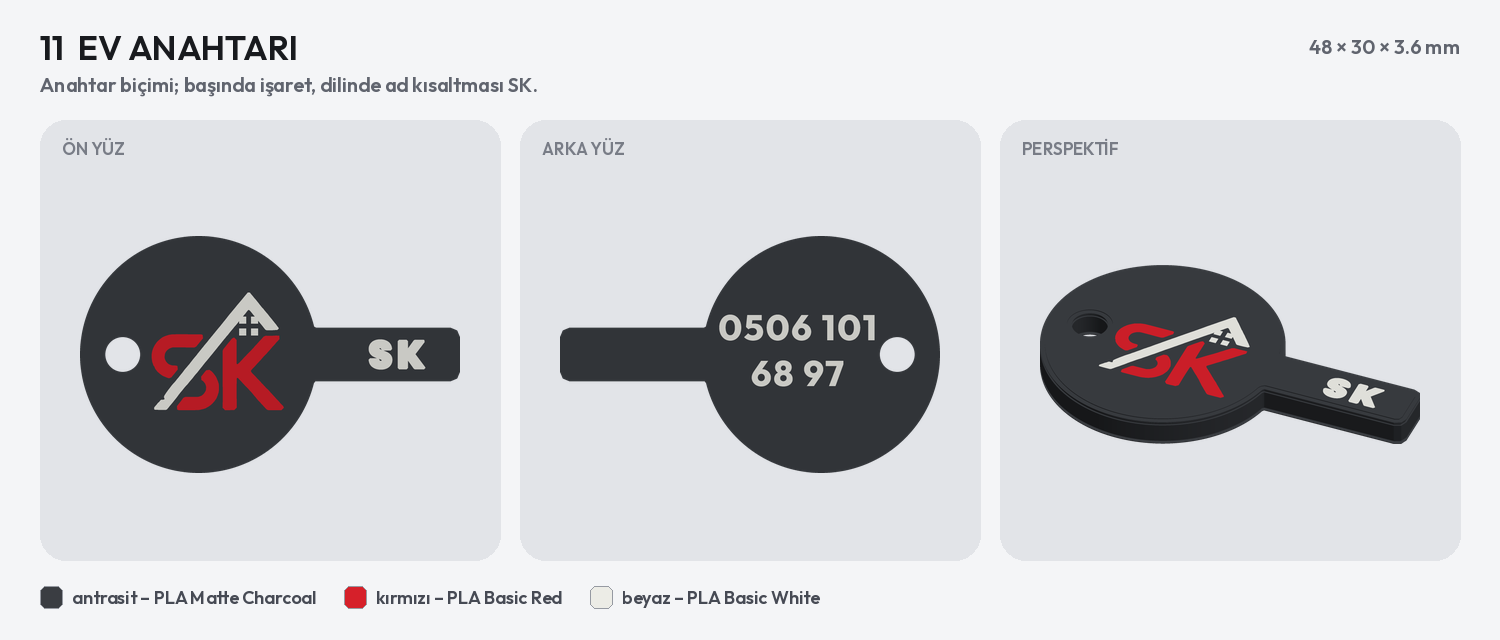 11 EV ANAHTARI
48 × 30 × 3.6 mm
Anahtar biçimi; başında işaret, dilinde ad kısaltması SK.
ÖN YÜZ
ARKA YÜZ
PERSPEKTİF
SK
SK
0506 101
68 97
SK
SK
antrasit – PLA Matte Charcoal
kırmızı – PLA Basic Red
beyaz – PLA Basic White